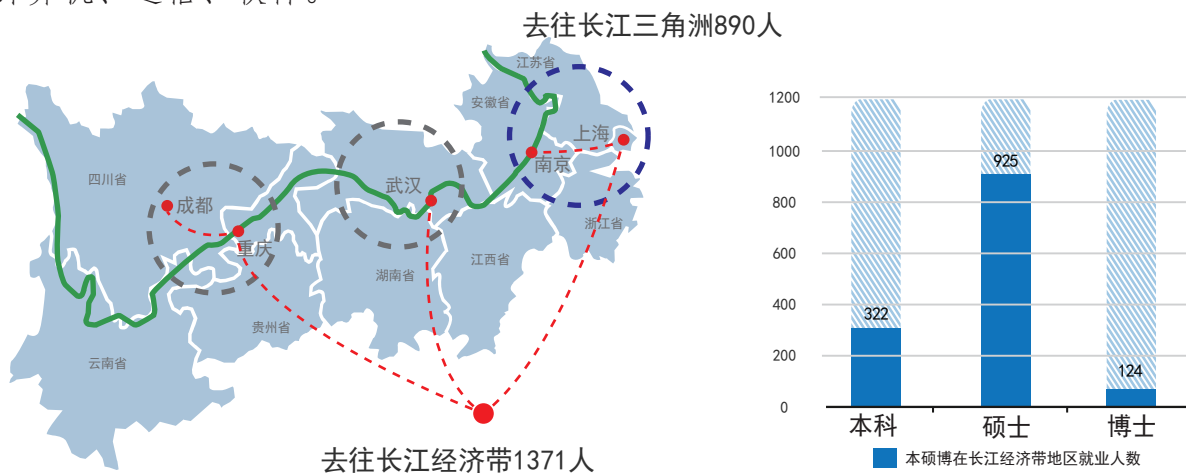 去往长江三角洲890人
江苏省
安徽省
上海
南京
四川省
武汉
成都
重庆
浙江省
江西省
湖南省
贵州省
云南省
去往长江经济带1371人
1200
1000
800
600
400
200
0
322
925
124
本科
硕士
博士
本硕博在长江经济带地区就业人数